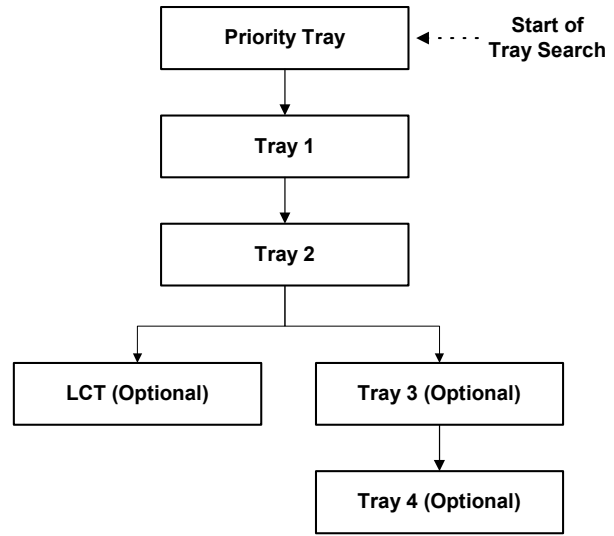 Priority Tray
Start of
Tray Search
Tray 1
Tray 2
LCT (Optional)
Tray 3 (Optional)
Tray 4 (Optional)